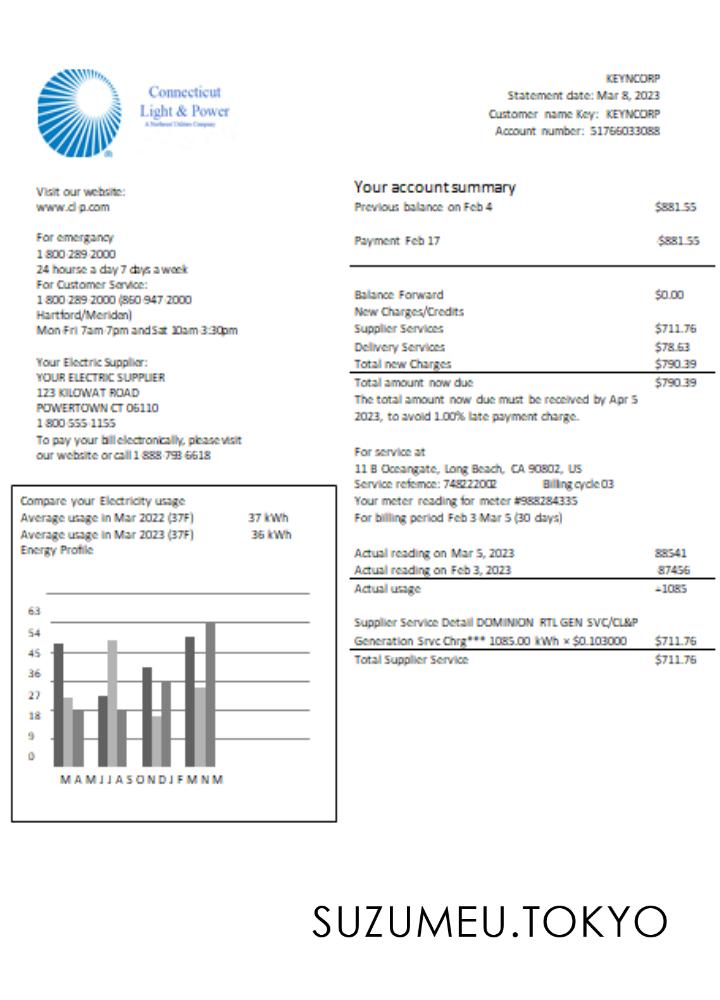 Connecticut
Light & Power
A Northeast Utilities Company
KEYNCORP
Statement date: Mar 8, 2023
Customer name Key: KEYNCORP
Account number: 51766033088
Visit our website:
www.cl-p.com
For emergancy
1 800 289 2000
24 hourse a day 7 days a week
For Customer Service:
1 800 289 2000 (860 947 2000
Hartford/Meriden)
Mon-Fri 7am-7pm and Sat 10am-3:30pm
Your Electric Supplier:
YOUR ELECTRIC SUPPLIER
123 KILOWAT ROAD
POWERTOWN CT 06110
1 800 555 1155
To pay your bill electronically, please visit
our website or call 1-888-793-6618
Your account summary
Previous balance on Feb 4 $881.55
Payment Feb 17 $881.55
Balance Forward $0.00
New Charges/Credits
Supplier Services $711.76
Delivery Services $78.63
Total new Charges $790.39
Total amount now due $790.39
The total amount now due must be received by Apr 5
2023, to avoid 1.00% late payment charge.
For service at
11 B Oceangate, Long Beach, CA 90802, US
Service refernce: 748222002 Billing cycle 03
Your meter reading for meter #988284335
For billing period Feb 3-Mar 5 (30 days)
Actual reading on Mar 5, 2023 88541
Actual reading on Feb 3, 2023 87456
Actual usage =1085
Supplier Service Detail DOMINION RTL GEN SVC/CL&P
Generation Srvc Chrg*** 1085.00 kWh × $0.103000 $711.76
Total Supplier Service $711.76
Compare your Electricity usage
Average usage in Mar 2022 (37F) 37 kWh
Average usage in Mar 2023 (37F) 36 kWh
Energy Profile
63
54
45
36
27
18
9
0
M A M J J A S O N D J F M N M
SUZUMEU.TOKYO